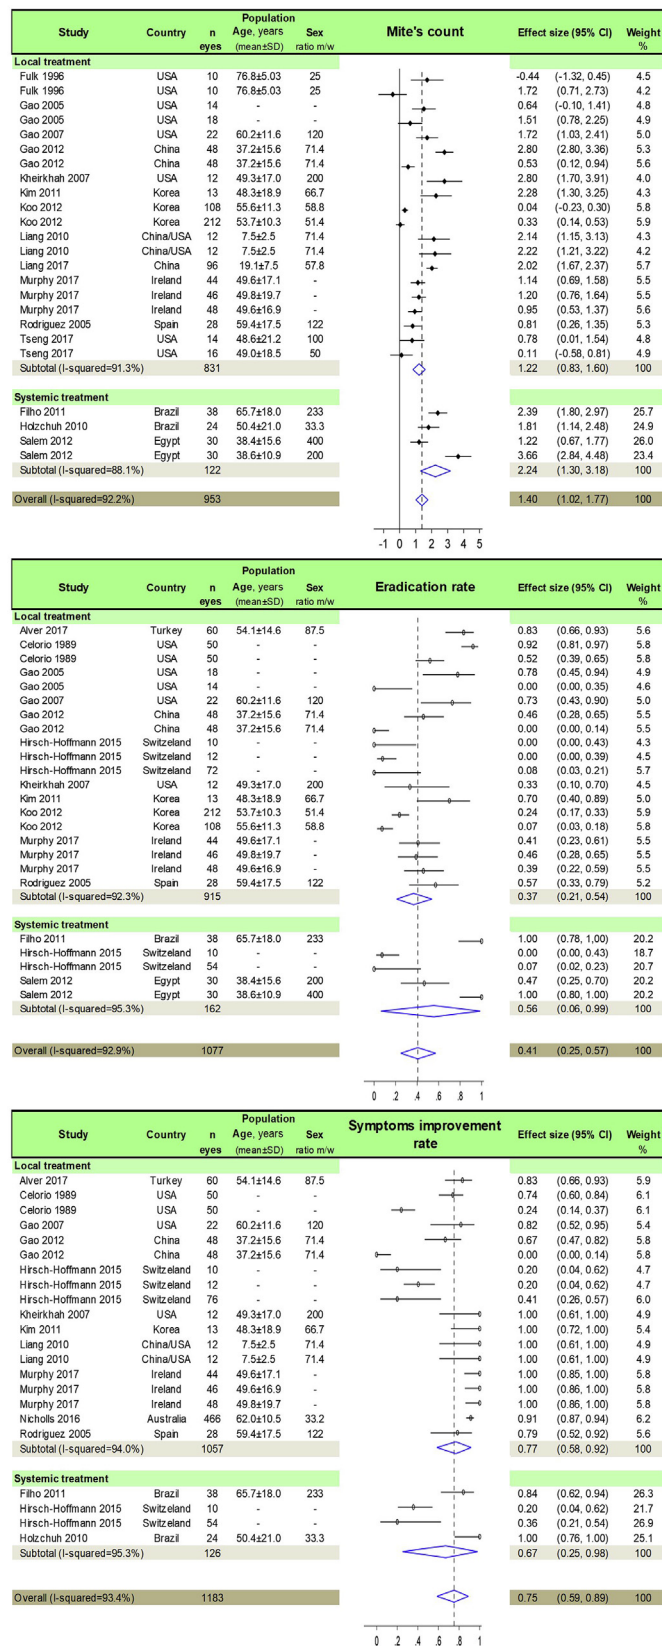 Population
Study Country n Age, years Sex Mite's count Effect size (95% CI) Weight
eyes (mean±SD) ratio m/w %
Local treatment
Fulk 1996 USA 10 76.8±5.03 25 -0.44 (-1.32, 0.45) 4.5
Fulk 1996 USA 10 76.8±5.03 25 1.72 (0.71, 2.73) 4.2
Gao 2005 USA 14 - - 0.64 (-0.10, 1.41) 4.8
Gao 2005 USA 18 - - 1.51 (0.78, 2.25) 4.9
Gao 2007 USA 22 60.2±11.6 120 1.72 (1.03, 2.41) 5.0
Gao 2012 China 48 37.2±15.6 71.4 2.80 (2.80, 3.36) 5.3
Gao 2012 China 48 37.2±15.6 71.4 0.53 (0.12, 0.94) 5.6
Kheirkhah 2007 USA 12 49.3±17.0 200 2.80 (1.70, 3.91) 4.0
Kim 2011 Korea 13 48.3±18.9 66.7 2.28 (1.30, 3.25) 4.3
Koo 2012 Korea 108 55.6±11.3 58.8 0.04 (-0.23, 0.30) 5.8
Koo 2012 Korea 212 53.7±10.3 51.4 0.33 (0.14, 0.53) 5.9
Liang 2010 China/USA 12 7.5±2.5 71.4 2.14 (1.15, 3.13) 4.3
Liang 2010 China/USA 12 7.5±2.5 71.4 2.22 (1.21, 3.22) 4.2
Liang 2017 China 96 19.1±7.5 57.8 2.02 (1.67, 2.37) 5.7
Murphy 2017 Ireland 44 49.6±17.1 - 1.14 (0.69, 1.58) 5.5
Murphy 2017 Ireland 46 49.8±19.7 - 1.20 (0.76, 1.64) 5.5
Murphy 2017 Ireland 48 49.6±16.9 - 0.95 (0.53, 1.37) 5.5
Rodriguez 2005 Spain 28 59.4±17.5 122 0.81 (0.26, 1.35) 5.3
Tseng 2017 USA 14 48.6±21.2 100 0.78 (0.01, 1.54) 4.8
Tseng 2017 USA 16 49.0±18.5 50 0.11 (-0.58, 0.81) 4.9
Subtotal (I-squared=91.3%) 831 1.22 (0.83, 1.60) 100
Systemic treatment
Filho 2011 Brazil 38 65.7±18.0 233 2.39 (1.80, 2.97) 25.7
Holzchuh 2010 Brazil 24 50.4±21.0 33.3 1.81 (1.14, 2.48) 24.9
Salem 2012 Egypt 30 38.4±15.6 400 1.22 (0.67, 1.77) 26.0
Salem 2012 Egypt 30 38.6±10.9 200 3.66 (2.84, 4.48) 23.4
Subtotal (I-squared=88.1%) 122 2.24 (1.30, 3.18) 100
Overall (I-squared=92.2%) 953 1.40 (1.02, 1.77) 100
-1 0 1 2 3 4 5
Population
Study Country n Age, years Sex Eradication rate Effect size (95% CI) Weight
eyes (mean±SD) ratio m/w %
Local treatment
Alver 2017 Turkey 60 54.1±14.6 87.5 0.83 (0.66, 0.93) 5.6
Celorio 1989 USA 50 - - 0.92 (0.81, 0.97) 5.8
Celorio 1989 USA 50 - - 0.52 (0.39, 0.65) 5.8
Gao 2005 USA 18 - - 0.78 (0.45, 0.94) 4.9
Gao 2005 USA 14 - - 0.00 (0.00, 0.35) 4.6
Gao 2007 USA 22 60.2±11.6 120 0.73 (0.43, 0.90) 5.0
Gao 2012 China 48 37.2±15.6 71.4 0.46 (0.28, 0.65) 5.5
Gao 2012 China 48 37.2±15.6 71.4 0.00 (0.00, 0.14) 5.5
Hirsch-Hoffmann 2015 Switzeland 10 - - 0.00 (0.00, 0.43) 4.3
Hirsch-Hoffmann 2015 Switzeland 12 - - 0.00 (0.00, 0.39) 4.5
Hirsch-Hoffmann 2015 Switzeland 72 - - 0.08 (0.03, 0.21) 5.7
Kheirkhah 2007 USA 12 49.3±17.0 200 0.33 (0.10, 0.70) 4.5
Kim 2011 Korea 13 48.3±18.9 66.7 0.70 (0.40, 0.89) 5.0
Koo 2012 Korea 212 53.7±10.3 51.4 0.24 (0.17, 0.33) 5.9
Koo 2012 Korea 108 55.6±11.3 58.8 0.07 (0.03, 0.18) 5.8
Murphy 2017 Ireland 44 49.6±17.1 - 0.41 (0.23, 0.61) 5.5
Murphy 2017 Ireland 46 49.8±19.7 - 0.46 (0.28, 0.65) 5.5
Murphy 2017 Ireland 48 49.6±16.9 - 0.39 (0.22, 0.59) 5.5
Rodriguez 2005 Spain 28 59.4±17.5 122 0.57 (0.33, 0.79) 5.2
Subtotal (I-squared=92.3%) 915 0.37 (0.21, 0.54) 100
Systemic treatment
Filho 2011 Brazil 38 65.7±18.0 233 1.00 (0.78, 1,00) 20.2
Hirsch-Hoffmann 2015 Switzeland 10 - - 0.00 (0.00, 0.43) 18.7
Hirsch-Hoffmann 2015 Switzeland 54 - - 0.07 (0.02, 0.23) 20.7
Salem 2012 Egypt 30 38.4±15.6 200 0.47 (0.25, 0.70) 20.2
Salem 2012 Egypt 30 38.6±10.9 400 1.00 (0.80, 1.00) 20.2
Subtotal (I-squared=95.3%) 162 0.56 (0.06, 0.99) 100
Overall (I-squared=92.9%) 1077 0.41 (0.25, 0.57) 100
0 .2 .4 .6 .8 1
Population
Study Country n Age, years Sex Symptoms improvement rate Effect size (95% CI) Weight
eyes (mean±SD) ratio m/w %
Local treatment
Alver 2017 Turkey 60 54.1±14.6 87.5 0.83 (0.66, 0.93) 5.9
Celorio 1989 USA 50 - - 0.74 (0.60, 0.84) 6.1
Celorio 1989 USA 50 - - 0.24 (0.14, 0.37) 6.1
Gao 2007 USA 22 60.2±11.6 120 0.82 (0.52, 0.95) 5.4
Gao 2012 China 48 37.2±15.6 71.4 0.67 (0.47, 0.82) 5.8
Gao 2012 China 48 37.2±15.6 71.4 0.00 (0.00, 0.14) 5.8
Hirsch-Hoffmann 2015 Switzeland 10 - - 0.20 (0.04, 0.62) 4.7
Hirsch-Hoffmann 2015 Switzeland 12 - - 0.20 (0.04, 0.62) 4.7
Hirsch-Hoffmann 2015 Switzeland 76 - - 0.41 (0.26, 0.57) 6.0
Kheirkhah 2007 USA 12 49.3±17.0 200 1.00 (0.61, 1.00) 4.9
Kim 2011 Korea 13 48.3±18.9 66.7 1.00 (0.72, 1.00) 5.4
Liang 2010 China/USA 12 7.5±2.5 71.4 1.00 (0.61, 1.00) 4.9
Liang 2010 China/USA 12 7.5±2.5 71.4 1.00 (0.61, 1.00) 4.9
Murphy 2017 Ireland 44 49.6±17.1 - 1.00 (0.85, 1.00) 5.8
Murphy 2017 Ireland 46 49.6±16.9 - 1.00 (0.86, 1.00) 5.8
Murphy 2017 Ireland 48 49.8±19.7 - 1.00 (0.86, 1.00) 5.8
Nicholls 2016 Australia 466 62.0±10.5 33.2 0.91 (0.87, 0.94) 6.2
Rodriguez 2005 Spain 28 59.4±17.5 122 0.79 (0.52, 0.92) 5.6
Subtotal (I-squared=94.0%) 1057 0.77 (0.58, 0.92) 100
Systemic treatment
Filho 2011 Brazil 38 65.7±18.0 233 0.84 (0.62, 0.94) 26.3
Hirsch-Hoffmann 2015 Switzeland 10 - - 0.20 (0.04, 0.62) 21.7
Hirsch-Hoffmann 2015 Switzeland 54 - - 0.36 (0.21, 0.54) 26.9
Holzchuh 2010 Brazil 24 50.4±21.0 33.3 1.00 (0.76, 1.00) 25.1
Subtotal (I-squared=95.3%) 126 0.67 (0.25, 0.98) 100
Overall (I-squared=93.4%) 1183 0.75 (0.59, 0.89) 100
0 .2 .4 .6 .8 1